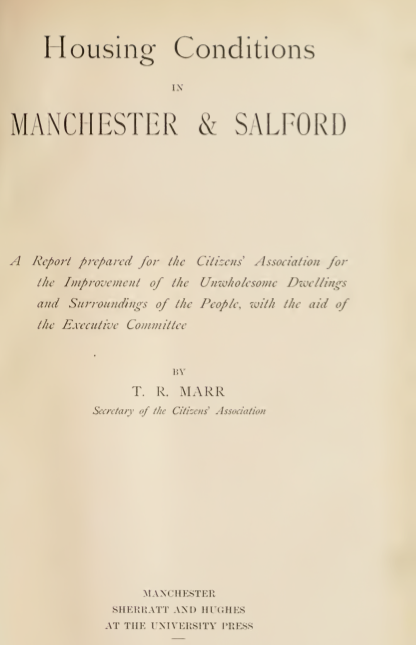 Housing Conditions
IN
MANCHESTER & SALFORD
A Report prepared for the Citizens' Association for
the Improvement of the Unwholesome Dwellings
and Surroundings of the People, with the aid of
the Executive Committee
BY
T. R. MARR
Secretary of the Citizens' Association
MANCHESTER
SHERRATT AND HUGHES
AT THE UNIVERSITY PRESS